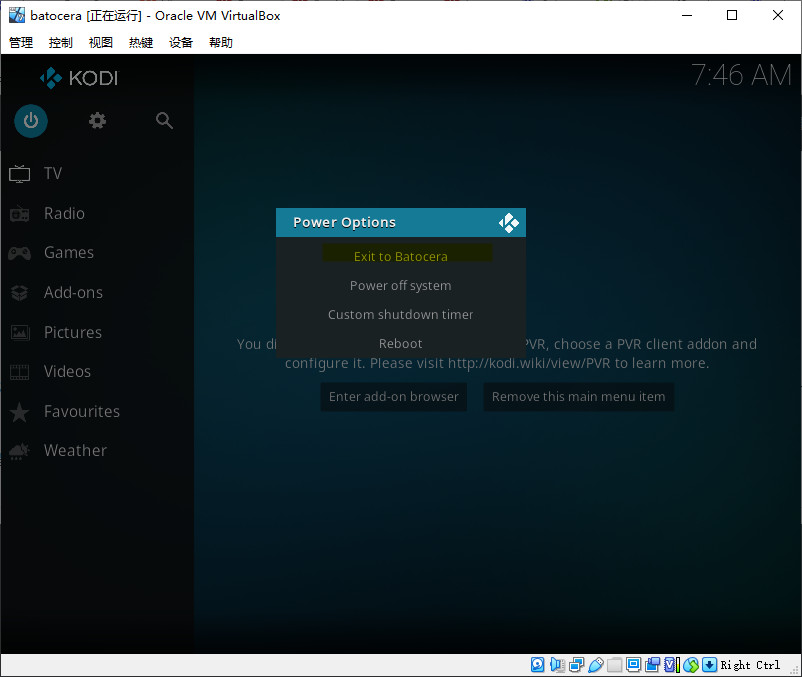 batocera [正在运行] - Oracle VM VirtualBox
管理 控制 视图 热键 设备 帮助
KODI
7:46 AM
TV
Radio
Games
Add-ons
Pictures
Videos
Favourites
Weather
Power Options
Exit to Batocera
Power off system
Custom shutdown timer
Reboot
You di PVR, choose a PVR client addon and
configure it. Please visit http://kodi.wiki/view/PVR to learn more.
Enter add-on browser Remove this main menu item
Right Ctrl